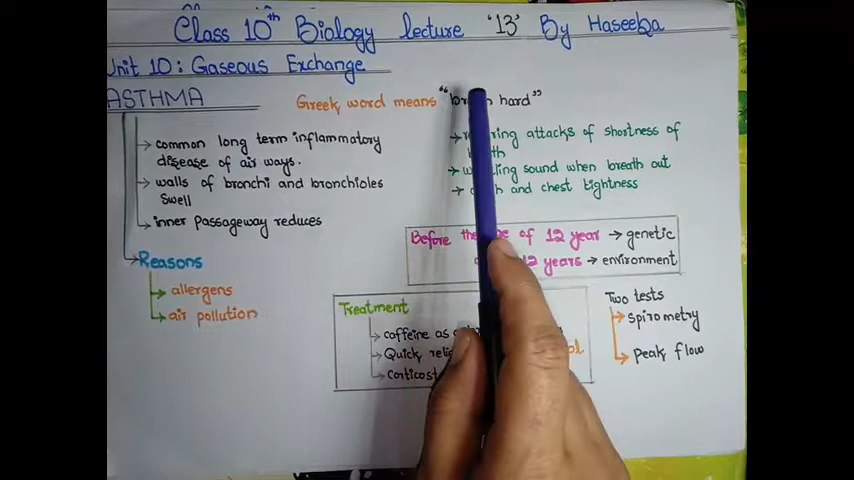 Class 10th Biology lecture '13' By Haseeba
Unit 10: Gaseous Exchange
ASTHMA
Greek word means "br hard"
→ common long term inflammatory
disease of air ways.
→ walls of bronchi and bronchioles
swell
→ inner passageway reduces
→ attacks of shortness of
→ sound when breath out
→ and chest tightness
Before the of 12 year → genetic
12 years → environment
→ Reasons
→ allergens
→ air pollution
Treatment
→ caffeine as
→ Quick
→
Two tests
→ spirometry
→ peak flow